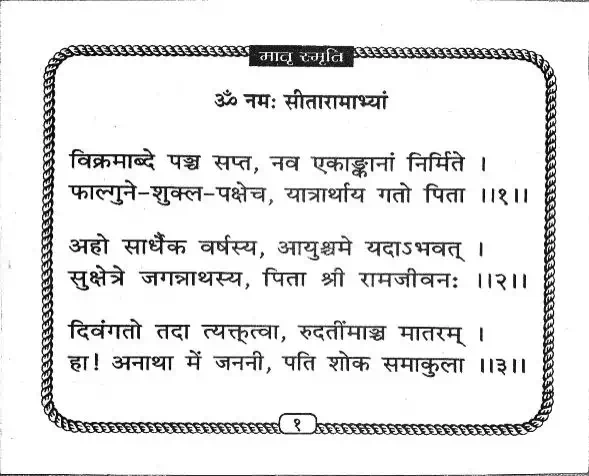 मातृ स्मृति
ॐ नमः सीतारामाभ्यां
विक्रमाब्दे पञ्च सप्त, नव एकाङ्कानां निर्मिते ।
फाल्गुने-शुक्ल-पक्षेच, यात्रार्थाय गतो पिता ।।१।।
अहो सार्धैक वर्षस्य, आयुश्चमे यदाऽभवत् ।
सुक्षेत्रे जगन्नाथस्य, पिता श्री रामजीवनः ।।२।।
दिवंगतो तदा त्यक्त्वा, रुदतींमाञ्च मातरम् ।
हा! अनाथा में जननी, पति शोक समाकुला ।।३।।
१